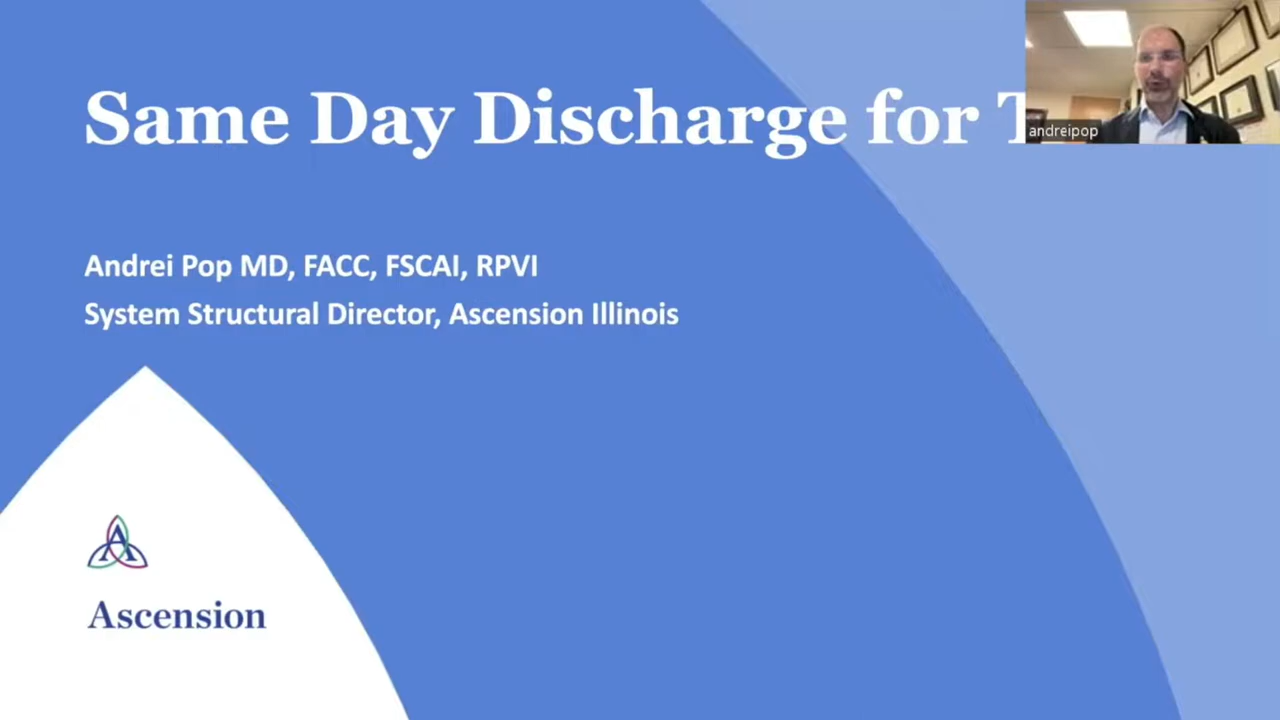 Same Day Discharge for T
andreipop
Andrei Pop MD, FACC, FSCAI, RPVI
System Structural Director, Ascension Illinois
A
Ascension